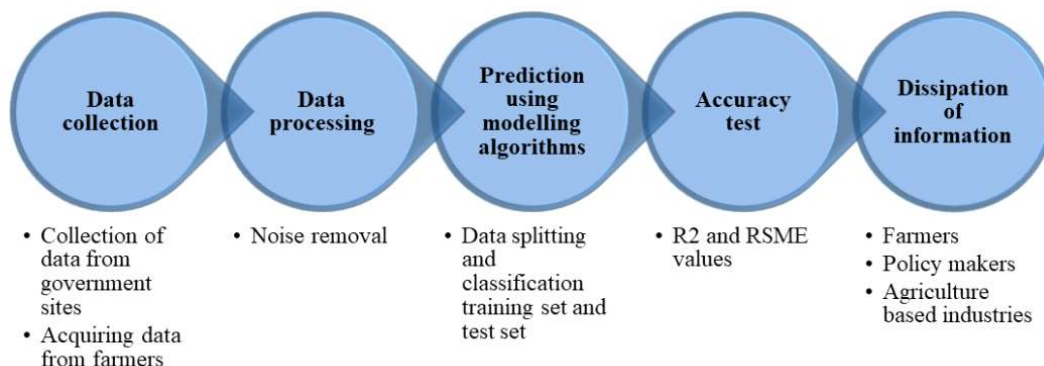 Data
collection
Data
processing
Prediction
using
modelling
algorithms
Accuracy
test
Dissipation
of
information
• Collection of
data from
government
sites
• Acquiring data
from farmers
• Noise removal
• Data splitting
and
classification
training set and
test set
• R2 and RSME
values
• Farmers
• Policy makers
• Agriculture
based industries